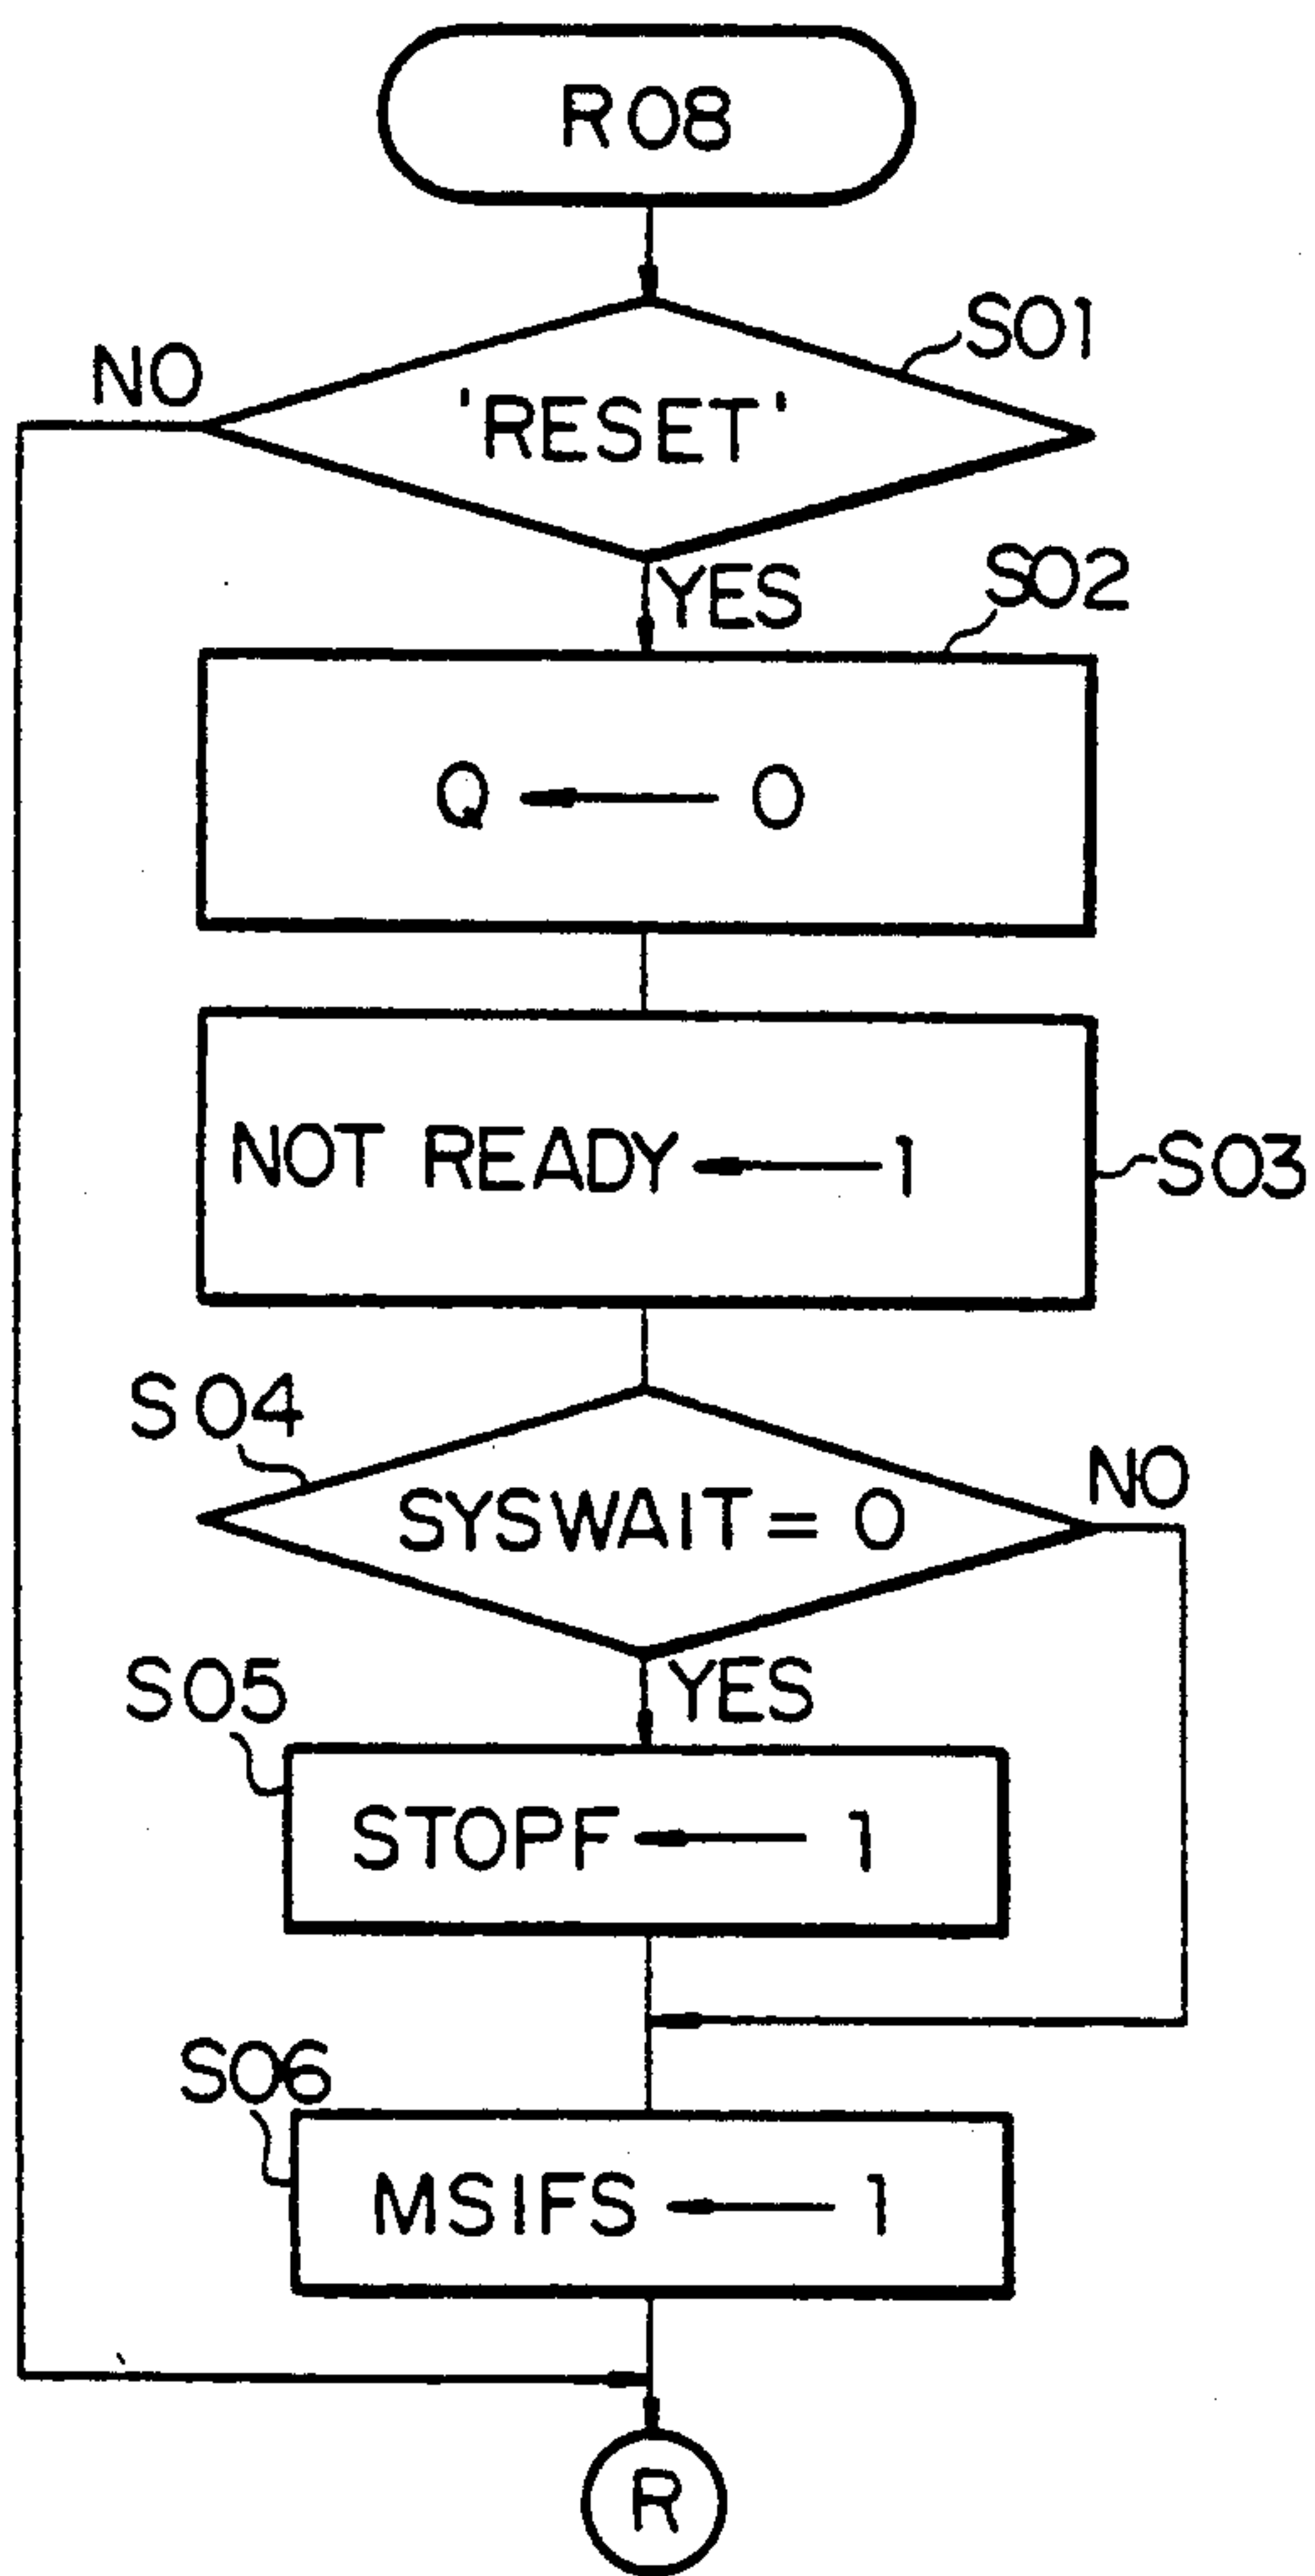 R08
S01
NO
'RESET'
YES
S02
Q ← 0
NOT READY ← 1
S03
S04
NO
SYSWAIT = 0
YES
S05
STOPF ← 1
S06
MSIFS ← 1
R